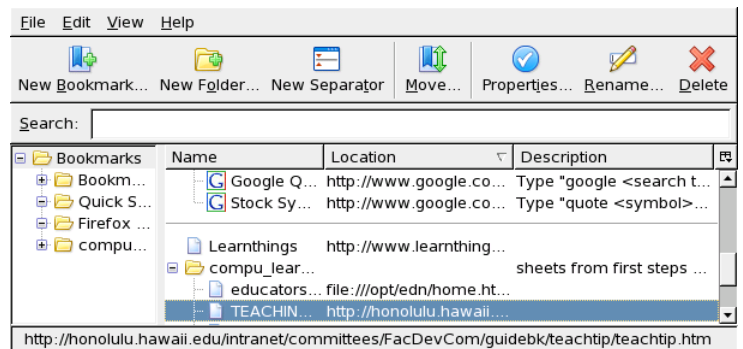 File Edit View Help
New Bookmark... New Folder... New Separator Move... Properties... Rename... Delete
Search:
Bookmarks
Bookm...
Quick S...
Firefox ...
compu...
Name Location Description
Google Q... http://www.google.co... Type "google <search t...
Stock Sy... http://www.google.co... Type "quote <symbol>...
Learnthings http://www.learnthing...
compu_lear... sheets from first steps ...
educators... file:///opt/edn/home.ht...
TEACHIN... http://honolulu.hawaii....
http://honolulu.hawaii.edu/intranet/committees/FacDevCom/guidebk/teachtip/teachtip.htm